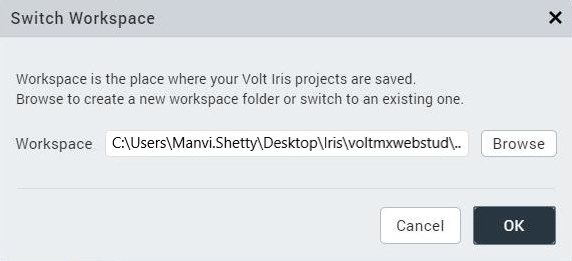 Switch Workspace
Workspace is the place where your Volt Iris projects are saved.
Browse to create a new workspace folder or switch to an existing one.
Workspace C:\Users\Manvi.Shetty\Desktop\Iris\voltmxwebstud\.. Browse
Cancel OK